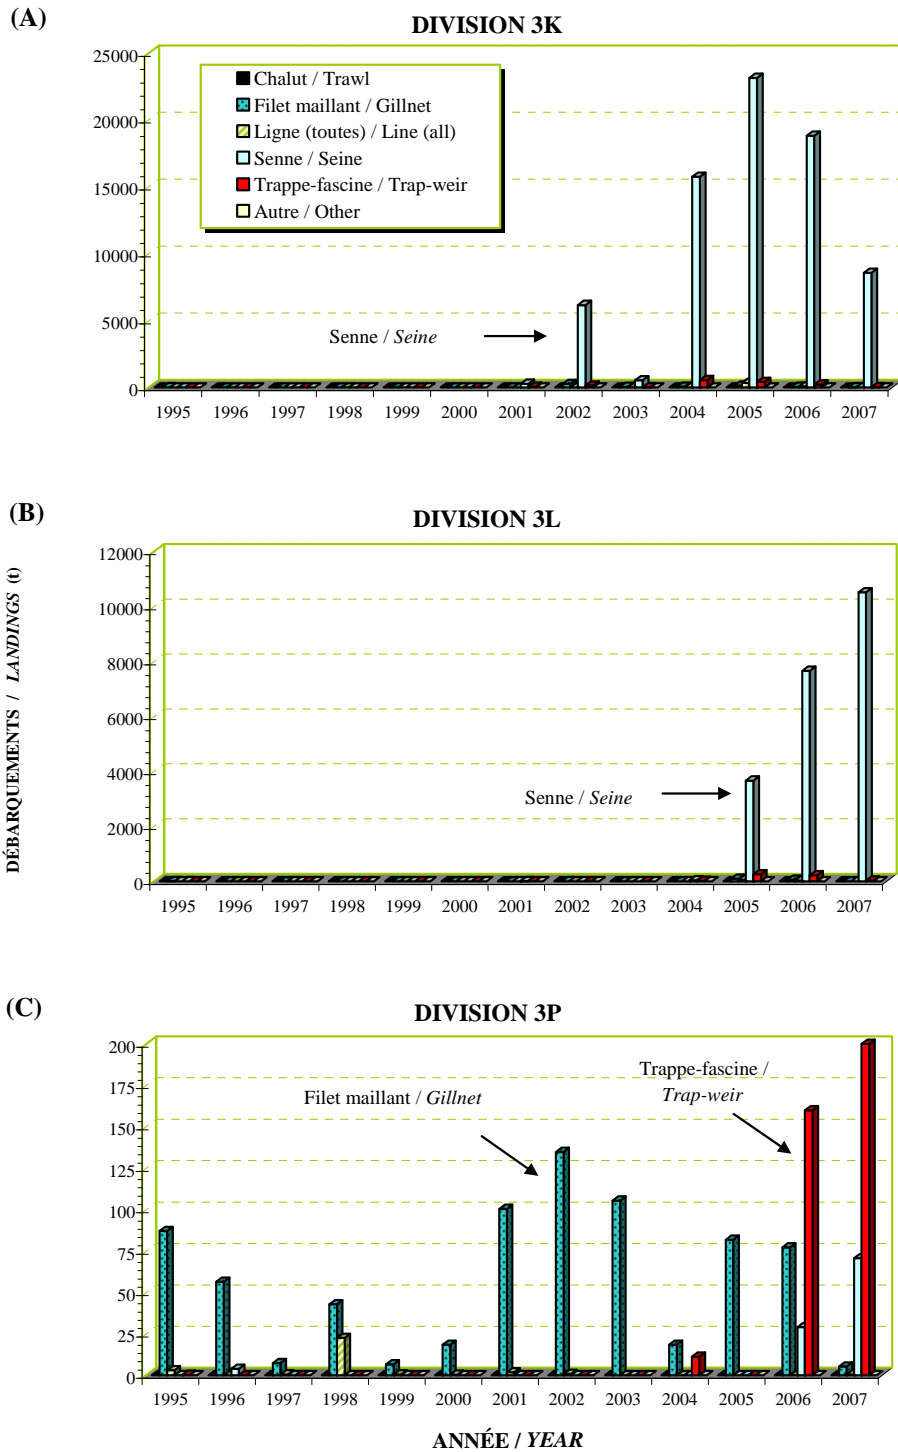 (A)
DIVISION 3K
25000
20000
15000
10000
5000
0
Chalut / Trawl
Filet maillant / Gillnet
Ligne (toutes) / Line (all)
Senne / Seine
Trappe-fascine / Trap-weir
Autre / Other
Senne / Seine
1995 1996 1997 1998 1999 2000 2001 2002 2003 2004 2005 2006 2007
(B)
DIVISION 3L
DÉBARQUEMENTS / LANDINGS (t)
12000
10000
8000
6000
4000
2000
0
Senne / Seine
1995 1996 1997 1998 1999 2000 2001 2002 2003 2004 2005 2006 2007
(C)
DIVISION 3P
200
175
150
125
100
75
50
25
0
Filet maillant / Gillnet
Trappe-fascine /
Trap-weir
1995 1996 1997 1998 1999 2000 2001 2002 2003 2004 2005 2006 2007
ANNÉE / YEAR